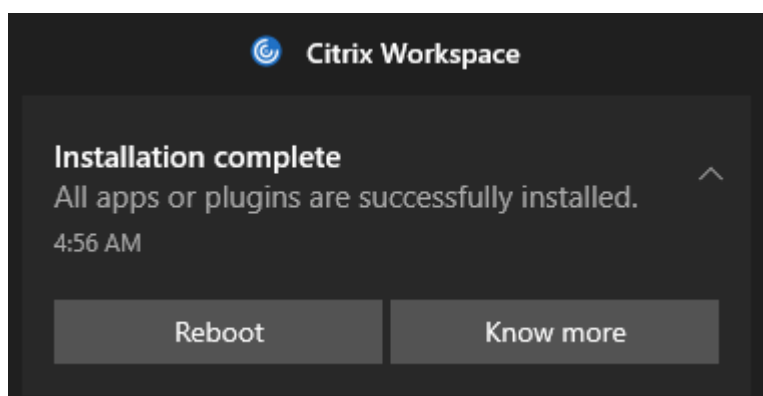 Citrix Workspace
Installation complete
All apps or plugins are successfully installed.
4:56 AM
Reboot
Know more